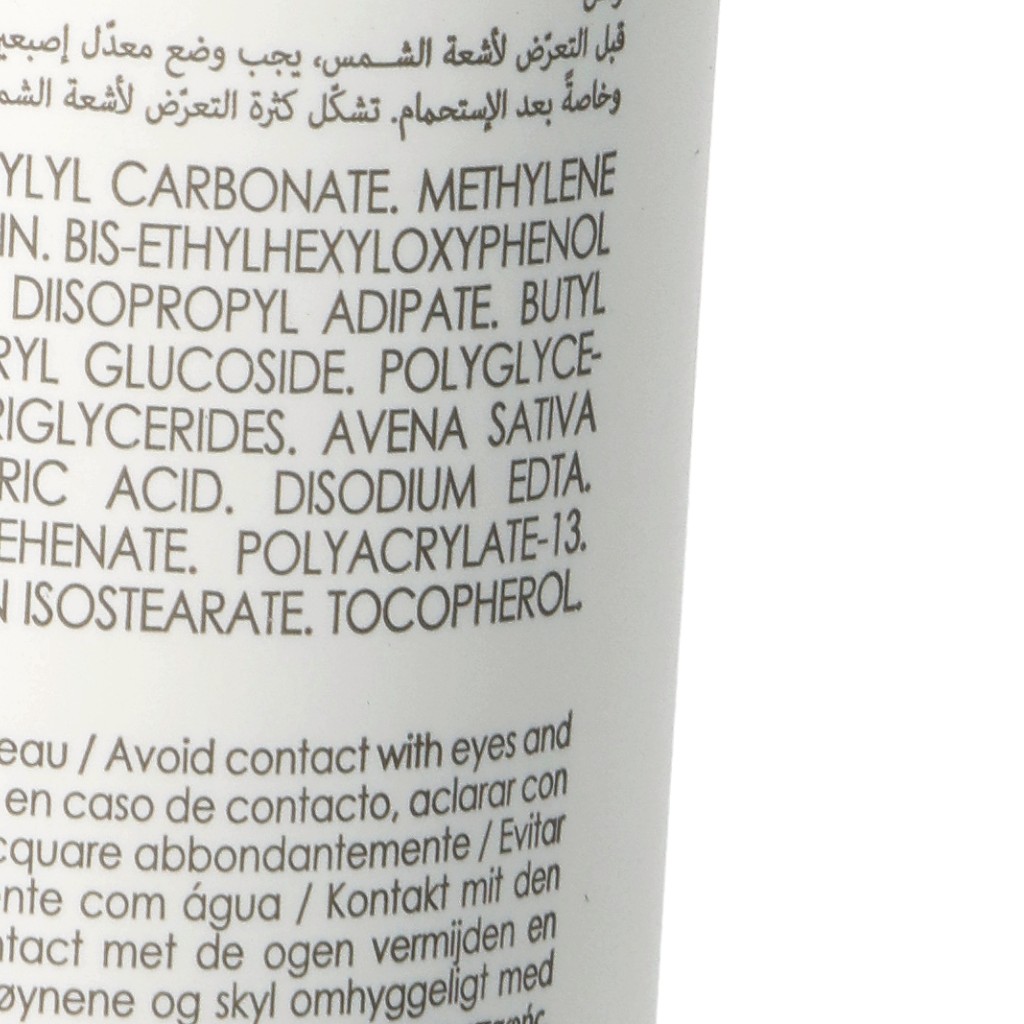 قبل التعرّض لأشعة الشمس، يجب وضع معدّل
وخاصةً بعد الإستحمام. تشكّل كثرة التعرّض لأشعة
YLYL CARBONATE. METHYLENE
IN. BIS-ETHYLHEXYLOXYPHENOL
DIISOPROPYL ADIPATE. BUTYL
RYL GLUCOSIDE. POLYGLYCE-
RIGLYCERIDES. AVENA SATIVA
RIC ACID. DISODIUM EDTA.
EHENATE. POLYACRYLATE-13.
N ISOSTEARATE. TOCOPHEROL.
eau / Avoid contact with eyes and
en caso de contacto, aclarar con
cquare abbondantemente / Evitar
nte com água / Kontakt mit den
ntact met de ogen vermijden en
øynene og skyl omhyggeligt med